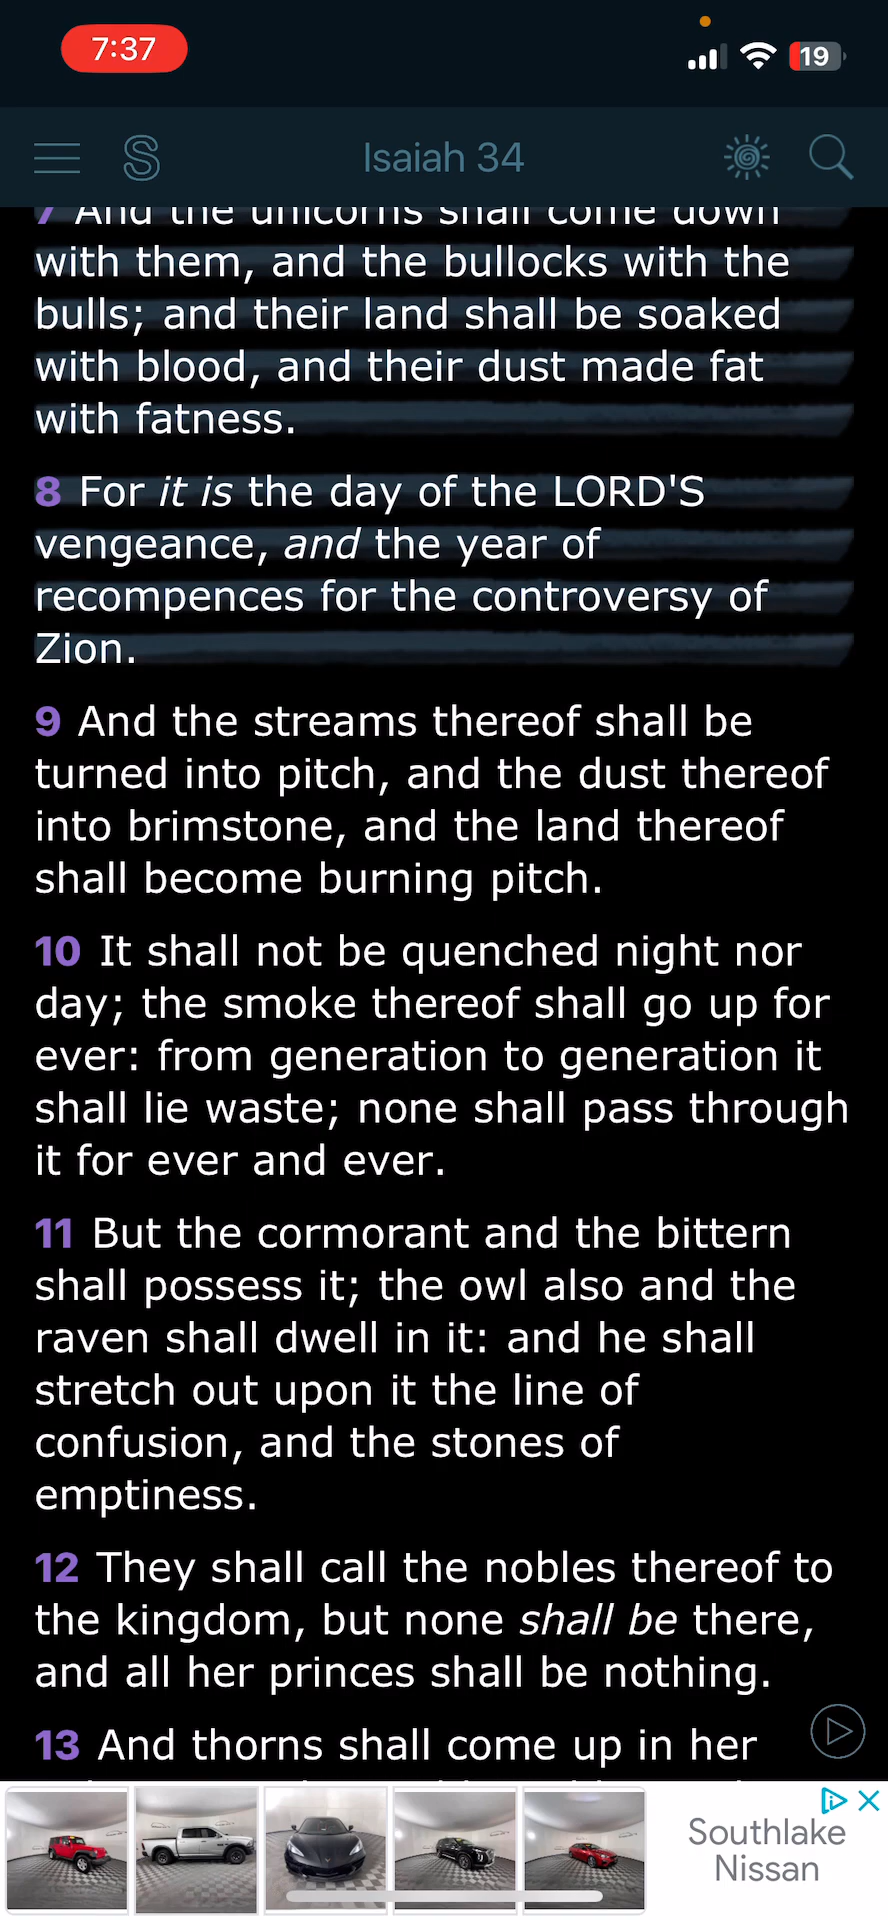 7:37
19
S
Isaiah 34
7 And the unicorns shall come down
with them, and the bullocks with the
bulls; and their land shall be soaked
with blood, and their dust made fat
with fatness.
8 For it is the day of the LORD'S
vengeance, and the year of
recompences for the controversy of
Zion.
9 And the streams thereof shall be
turned into pitch, and the dust thereof
into brimstone, and the land thereof
shall become burning pitch.
10 It shall not be quenched night nor
day; the smoke thereof shall go up for
ever: from generation to generation it
shall lie waste; none shall pass through
it for ever and ever.
11 But the cormorant and the bittern
shall possess it; the owl also and the
raven shall dwell in it: and he shall
stretch out upon it the line of
confusion, and the stones of
emptiness.
12 They shall call the nobles thereof to
the kingdom, but none shall be there,
and all her princes shall be nothing.
13 And thorns shall come up in her
Southlake
Nissan